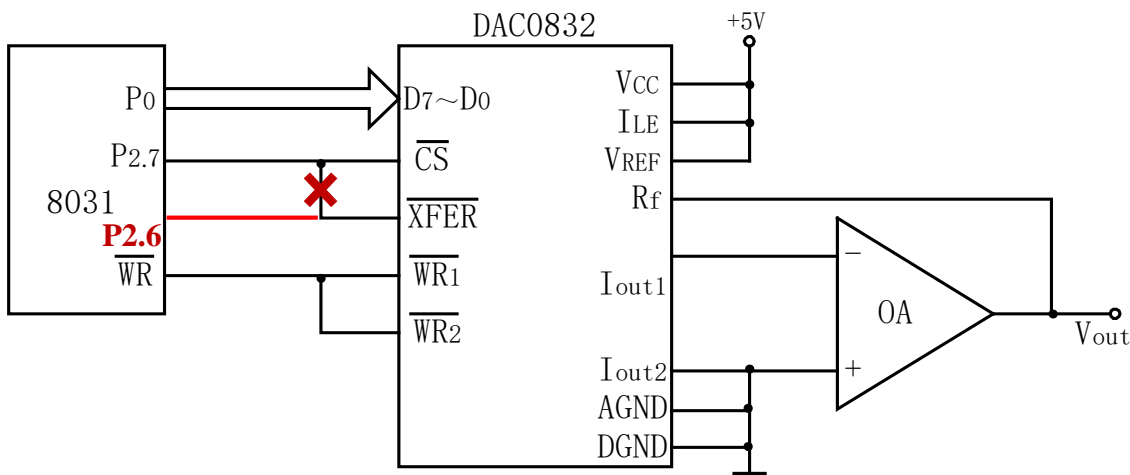 DAC0832
+5V
8031
P0
P2.7
P2.6
WR
D7~D0
CS
XFER
WR1
WR2
VCC
ILE
VREF
Rf
Iout1
Iout2
AGND
DGND
−
OA
+
Vout